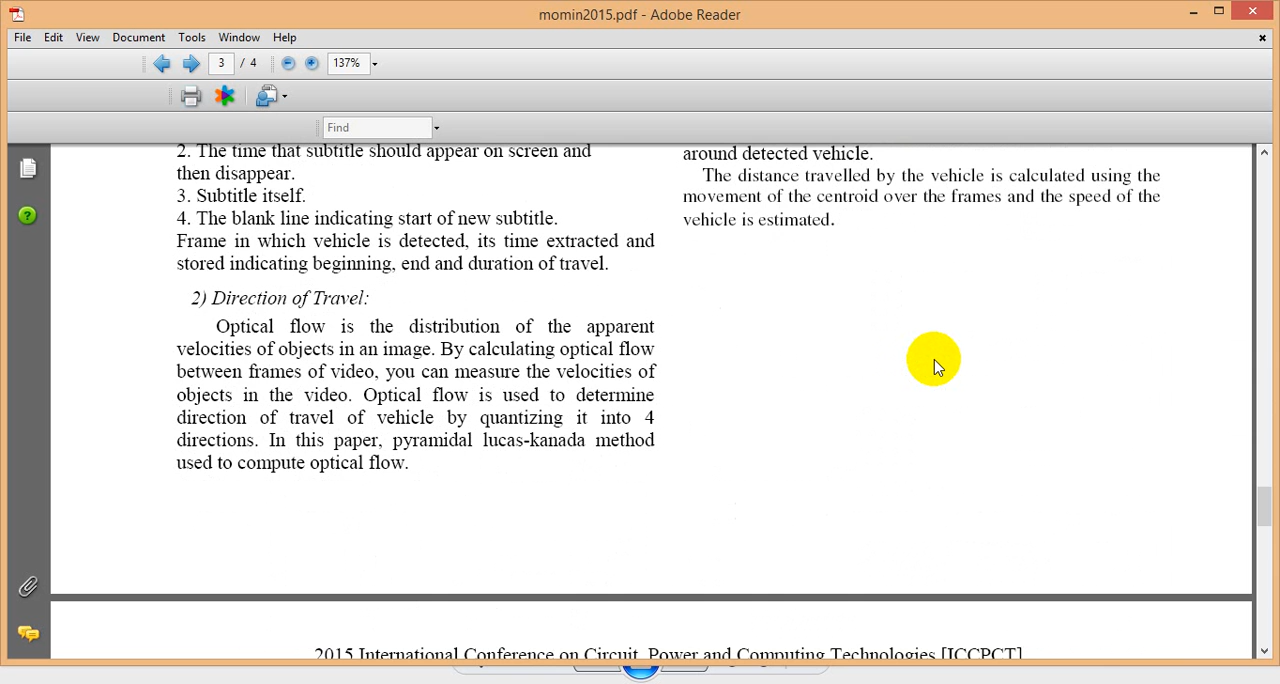 momin2015.pdf - Adobe Reader
File Edit View Document Tools Window Help
3 / 4 137%
Find
2. The time that subtitle should appear on screen and
then disappear.
3. Subtitle itself.
4. The blank line indicating start of new subtitle.
Frame in which vehicle is detected, its time extracted and
stored indicating beginning, end and duration of travel.
2) Direction of Travel:
Optical flow is the distribution of the apparent
velocities of objects in an image. By calculating optical flow
between frames of video, you can measure the velocities of
objects in the video. Optical flow is used to determine
direction of travel of vehicle by quantizing it into 4
directions. In this paper, pyramidal lucas-kanada method
used to compute optical flow.
around detected vehicle.
The distance travelled by the vehicle is calculated using the
movement of the centroid over the frames and the speed of the
vehicle is estimated.
2015 International Conference on Circuit, Power and Computing Technologies [ICCPCT]